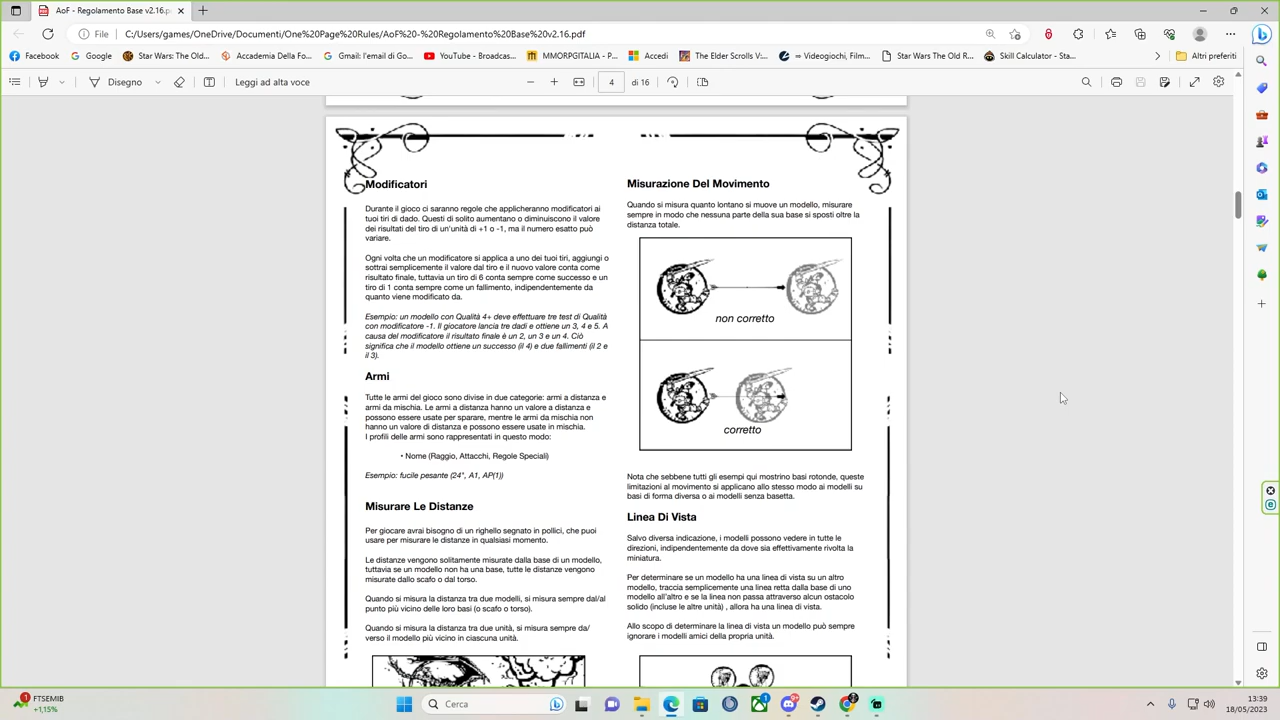 AoF - Regolamento Base v2.16.pdf
File
C:/Users/games/OneDrive/Documenti/One%20Page%20Rules/AoF%20-%20Regolamento%20Base%20v2.16.pdf
Facebook
Google
Star Wars: The Old...
Accademia Della Fo...
Gmail: l'email di Go...
YouTube - Broadcas...
MMORPGITALIA - P...
Accedi
The Elder Scrolls V:...
Videogiochi, Film,...
Star Wars The Old R...
Skill Calculator - Sta...
Altri preferiti
Disegno
Leggi ad alta voce
4
di 16
Modificatori
Durante il gioco ci saranno regole che applicheranno modificatori ai
tuoi tiri di dado. Questi di solito aumentano o diminuiscono il valore
dei risultati del tiro di un'unità di +1 o -1, ma il numero esatto può
variare.
Ogni volta che un modificatore si applica a uno dei tuoi tiri, aggiungi o
sottrai semplicemente il valore dal tiro e il nuovo valore conta come
risultato finale, tuttavia un tiro di 6 conta sempre come successo e un
tiro di 1 conta sempre come un fallimento, indipendentemente da
quanto viene modificato da.
Esempio: un modello con Qualità 4+ deve effettuare tre test di Qualità
con modificatore -1. Il giocatore lancia tre dadi e ottiene un 3, 4 e 5. A
causa del modificatore il risultato finale è un 2, un 3 e un 4. Ciò
significa che il modello ottiene un successo (il 4) e due fallimenti (il 2 e
il 3).
Armi
Tutte le armi del gioco sono divise in due categorie: armi a distanza e
armi da mischia. Le armi a distanza hanno un valore a distanza e
possono essere usate per sparare, mentre le armi da mischia non
hanno un valore di distanza e possono essere usate in mischia.
I profili delle armi sono rappresentati in questo modo:
• Nome (Raggio, Attacchi, Regole Speciali)
Esempio: fucile pesante (24", A1, AP(1))
Misurare Le Distanze
Per giocare avrai bisogno di un righello segnato in pollici, che puoi
usare per misurare le distanze in qualsiasi momento.
Le distanze vengono solitamente misurate dalla base di un modello,
tuttavia se un modello non ha una base, tutte le distanze vengono
misurate dallo scafo o dal torso.
Quando si misura la distanza tra due modelli, si misura sempre dal/al
punto più vicino delle loro basi (o scafo o torso).
Quando si misura la distanza tra due unità, si misura sempre da/
verso il modello più vicino in ciascuna unità.
Misurazione Del Movimento
Quando si misura quanto lontano si muove un modello, misurare
sempre in modo che nessuna parte della sua base si sposti oltre la
distanza totale.
non corretto
corretto
Nota che sebbene tutti gli esempi qui mostrino basi rotonde, queste
limitazioni al movimento si applicano allo stesso modo ai modelli su
basi di forma diversa o ai modelli senza basetta.
Linea Di Vista
Salvo diversa indicazione, i modelli possono vedere in tutte le
direzioni, indipendentemente da dove sia effettivamente rivolta la
miniatura.
Per determinare se un modello ha una linea di vista su un altro
modello, traccia semplicemente una linea retta dalla base di uno
modello all'altro e se la linea non passa attraverso alcun ostacolo
solido (incluse le altre unità) , allora ha una linea di vista.
Allo scopo di determinare la linea di vista un modello può sempre
ignorare i modelli amici della propria unità.
1
FTSEMIB
+1,15%
Cerca
1
9+
13:39
18/05/2023